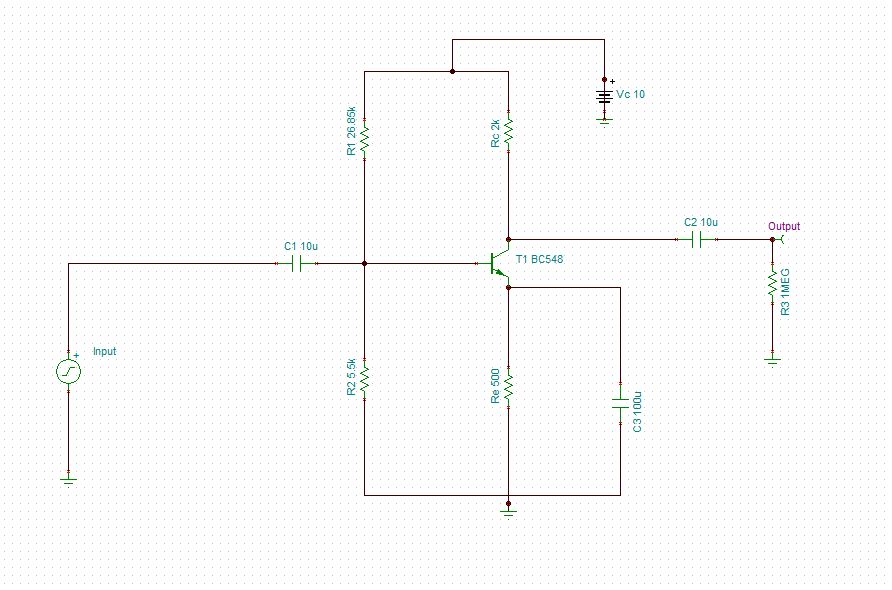 Vc 10
R1 26.85k
Rc 2k
C2 10u
Output
C1 10u
T1 BC548
R3 1MEG
Input
R2 5.5k
Re 500
C3 100u